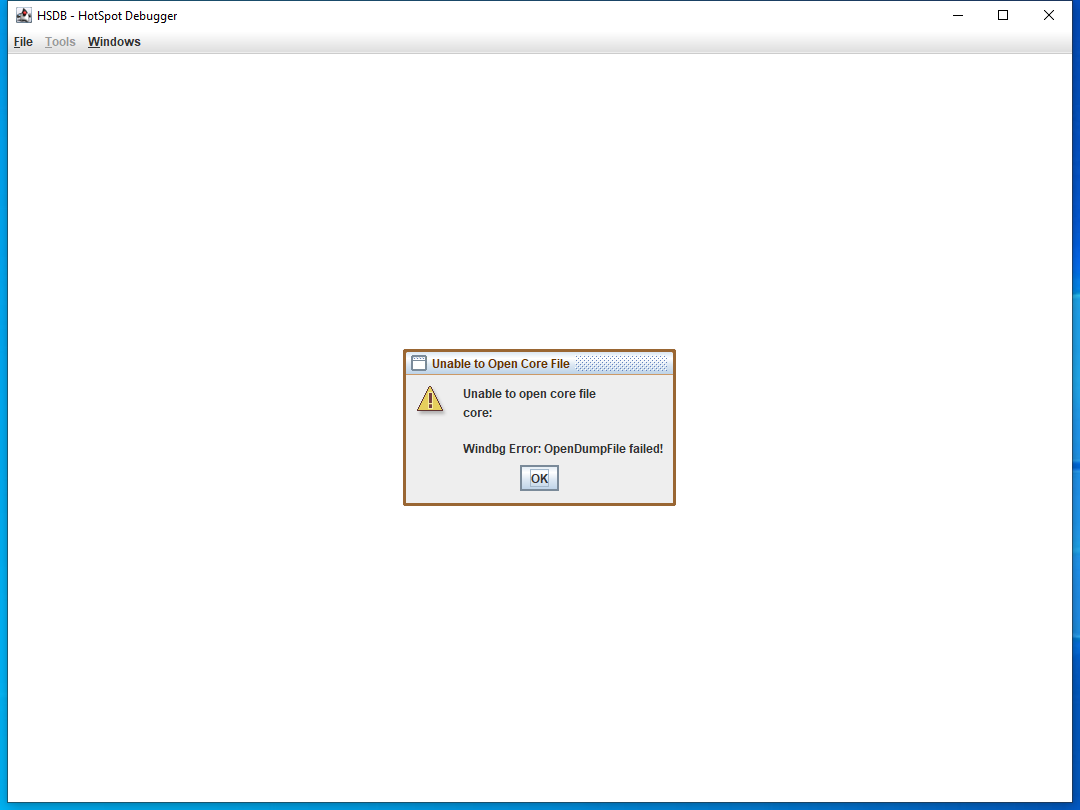 HSDB - HotSpot Debugger
File Tools Windows
Unable to Open Core File
Unable to open core file
core:
Windbg Error: OpenDumpFile failed!
OK